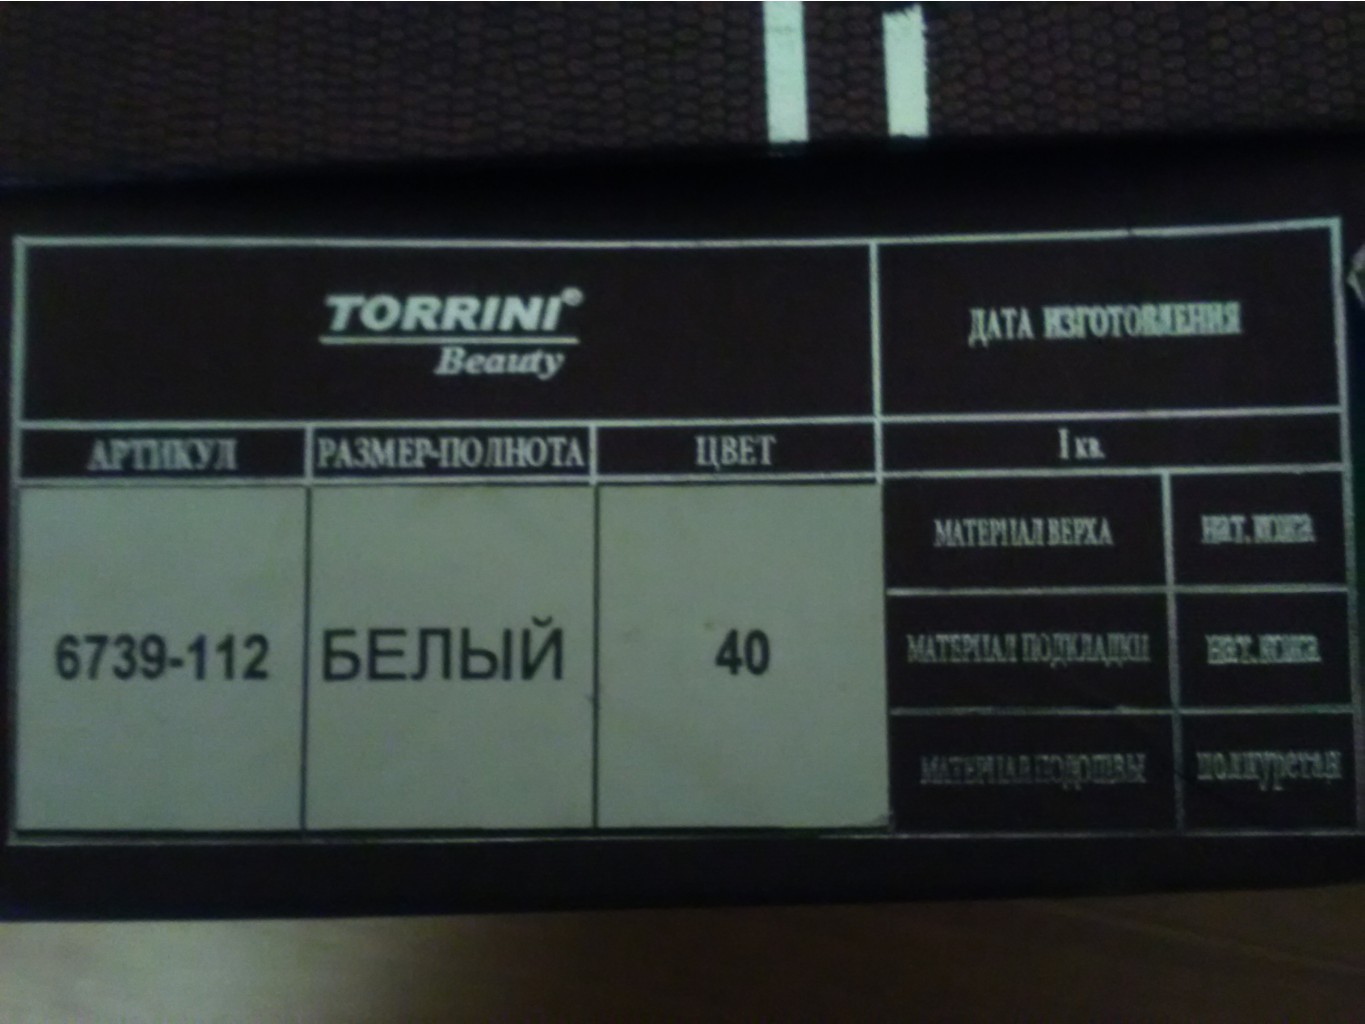 TORRINI®
Beauty
ДАТА ИЗГОТОВЛЕНИЯ
АРТИКУЛ РАЗМЕР-ПОЛНОТА ЦВЕТ I кв.
МАТЕРИАЛ ВЕРХА нат. кожа
6739-112 БЕЛЫЙ 40
МАТЕРИАЛ ПОДКЛАДКИ нат. кожа
МАТЕРИАЛ ПОДОШВЫ полиуретан